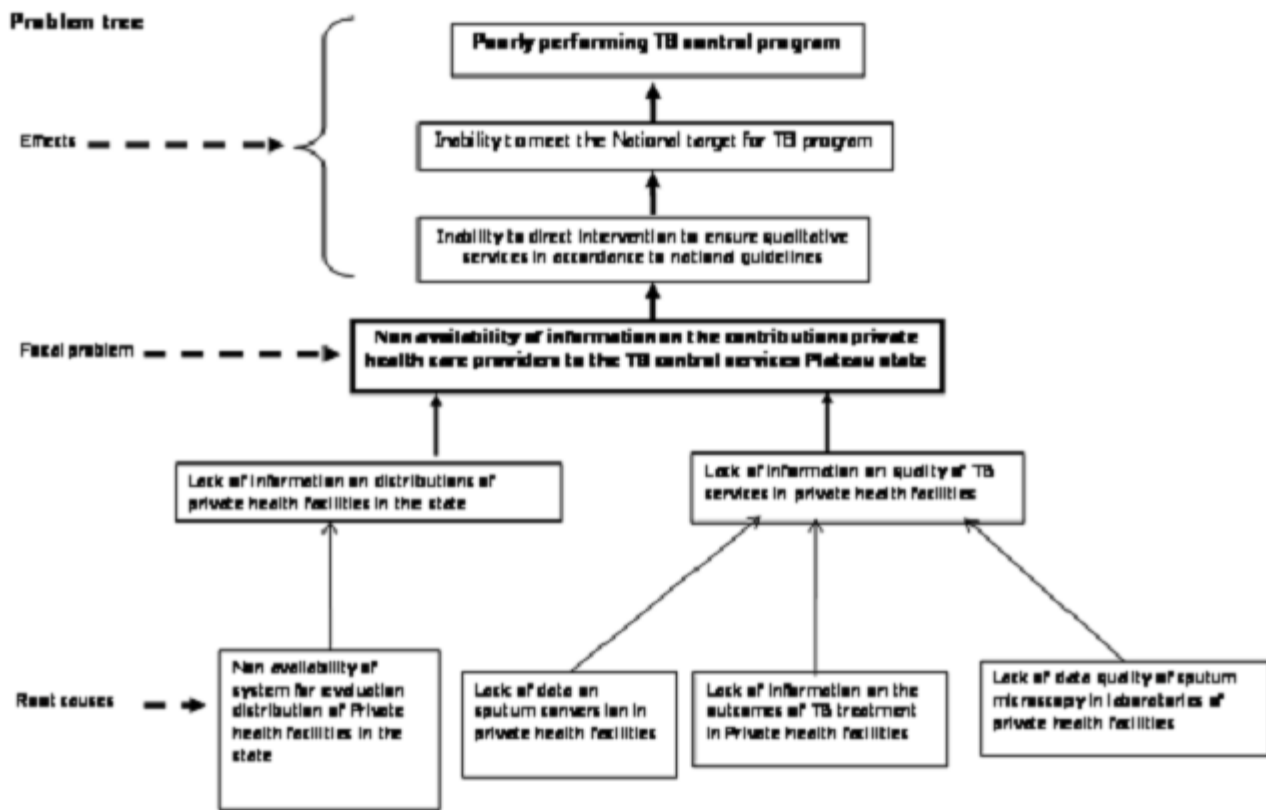 Problem tree
Poorly performing TB control program
Effects
Inability to meet the National target for TB program
Inability to direct intervention to ensure qualitative
services in accordance to national guidelines
Focal problem
Non availability of information on the contributions private
health care providers to the TB control services Plateau state
Lack of information on distributions of
private health facilities in the state
Lack of information on quality of TB
services in private health facilities
Root causes
Non availability of
system for evaluation
distribution of Private
health facilities in the
state
Lack of data on
sputum conversion in
private health facilities
Lack of information on the
outcomes of TB treatment
in Private health facilities
Lack of data quality of sputum
microscopy in laboratories of
private health facilities